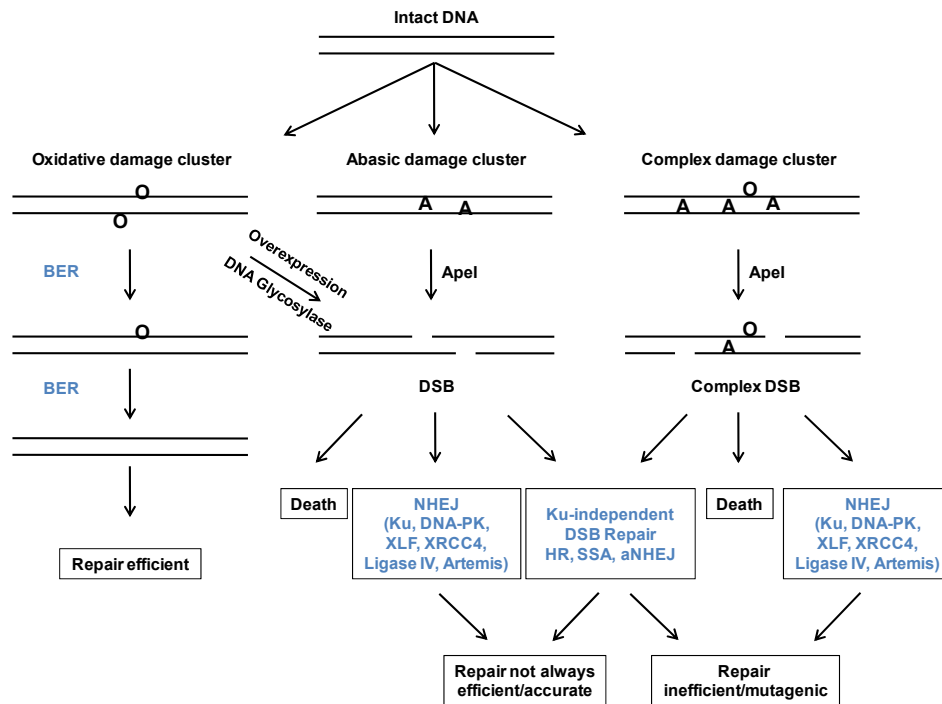 Intact DNA
Oxidative damage cluster
Abasic damage cluster
Complex damage cluster
O
O
A
A
O
A
A
A
BER
Overexpression
DNA Glycosylase
ApeI
ApeI
O
O
A
BER
DSB
Complex DSB
Death
NHEJ
(Ku, DNA-PK,
XLF, XRCC4,
Ligase IV, Artemis)
Ku-independent
DSB Repair
HR, SSA, aNHEJ
Death
NHEJ
(Ku, DNA-PK,
XLF, XRCC4,
Ligase IV, Artemis)
Repair efficient
Repair not always
efficient/accurate
Repair
inefficient/mutagenic